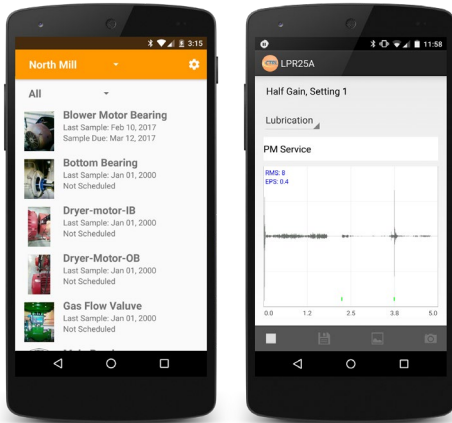 3:15
North Mill
All
Blower Motor Bearing
Last Sample: Feb 10, 2017
Sample Due: Mar 12, 2017
Bottom Bearing
Last Sample: Jan 01, 2000
Not Scheduled
Dryer-motor-IB
Last Sample: Jan 01, 2000
Not Scheduled
Dryer-Motor-OB
Last Sample: Jan 01, 2000
Not Scheduled
Gas Flow Valuve
Last Sample: Jan 01, 2000
Not Scheduled
11:58
CTRL
LPR25A
Half Gain, Setting 1
Lubrication
PM Service
RMS: 8
EPS: 0.4
0.0 1.2 2.5 3.8 5.0